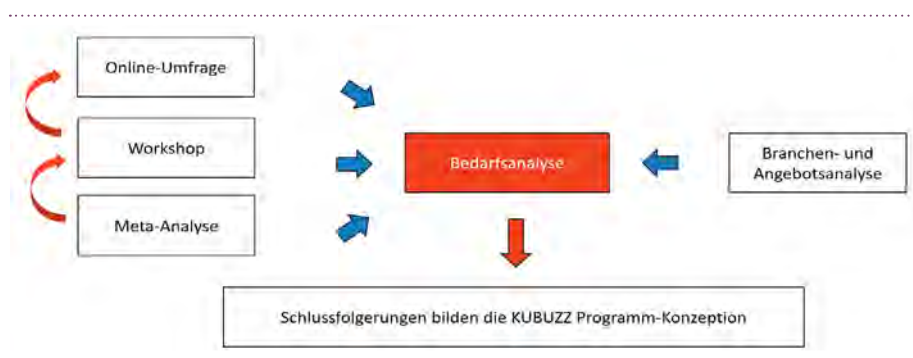 Online-Umfrage
Workshop
Meta-Analyse
Bedarfsanalyse
Branchen- und
Angebotsanalyse
Schlussfolgerungen bilden die KUBUZZ Programm-Konzeption